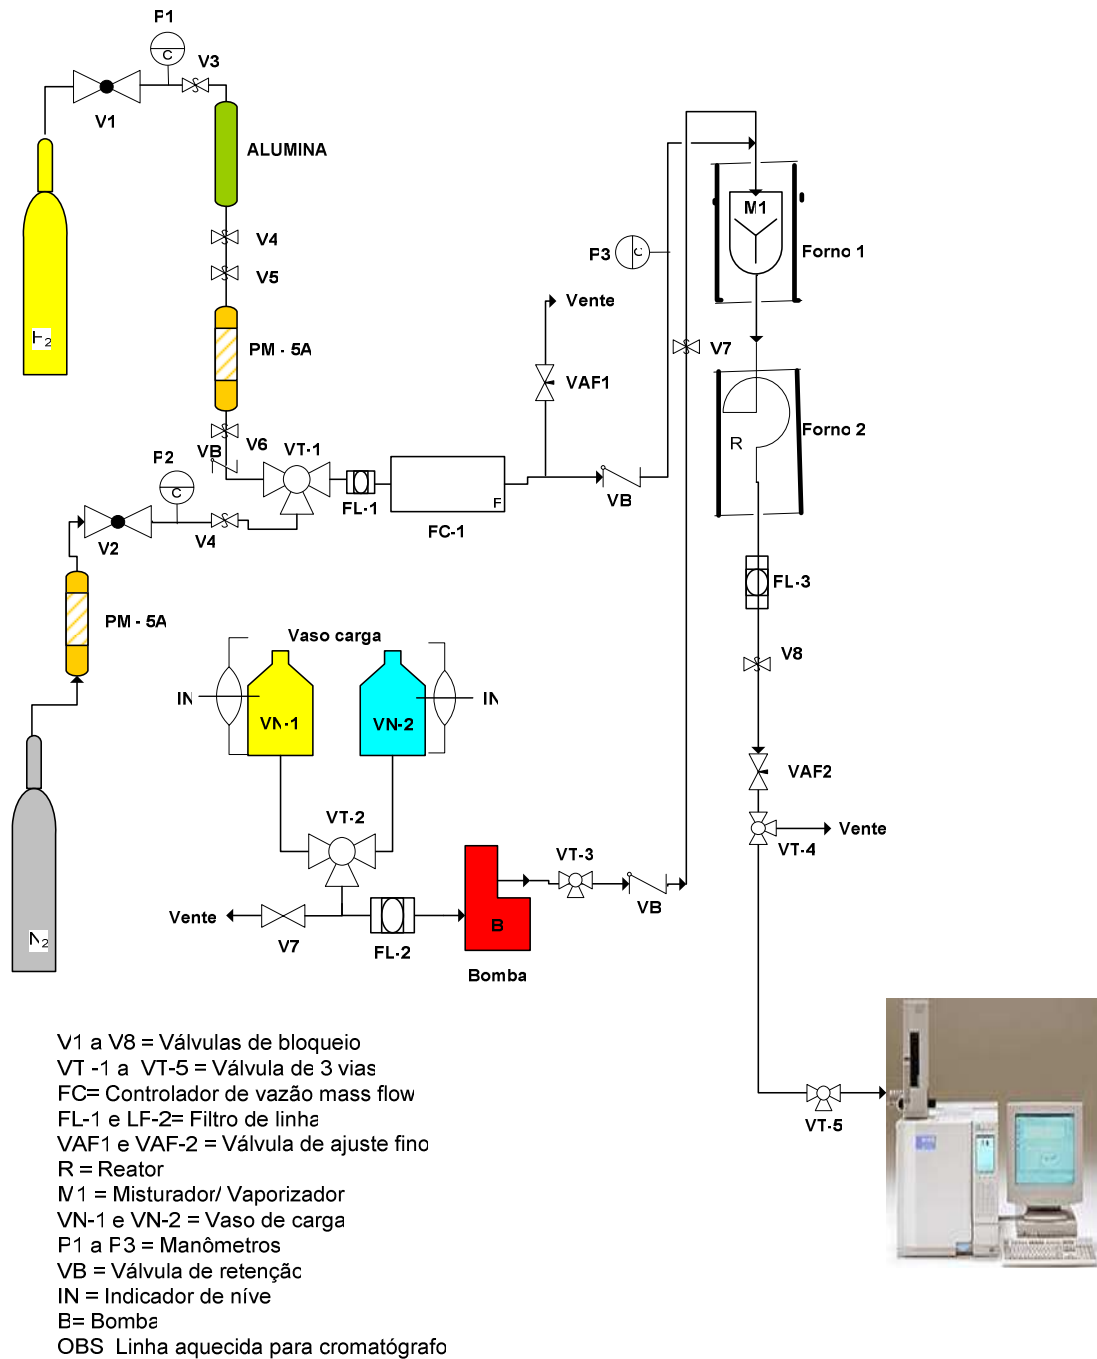 P1
C
V3
V1
ALUMINA
H2
V4
V5
PM - 5A
V6
VB
VT-1
P2
C
FL-1
F
FC-1
V2
V4
PM - 5A
N2
Vente
VAF1
VB
P3
C
V7
M1
Forno 1
R
Forno 2
FL-3
V8
VAF2
VT-4
Vente
VT-5
Vaso carga
IN
VN-1
VN-2
IN
VT-2
Vente
V7
FL-2
B
Bomba
VT-3
VB
V1 a V8 = Válvulas de bloqueio
VT -1 a VT-5 = Válvula de 3 vias
FC= Controlador de vazão mass flow
FL-1 e LF-2= Filtro de linha
VAF1 e VAF-2 = Válvula de ajuste fino
R = Reator
M1 = Misturador/ Vaporizador
VN-1 e VN-2 = Vaso de carga
P1 a P3 = Manômetros
VB = Válvula de retenção
IN = Indicador de níve
B= Bomba
OBS Linha aquecida para cromatógrafo